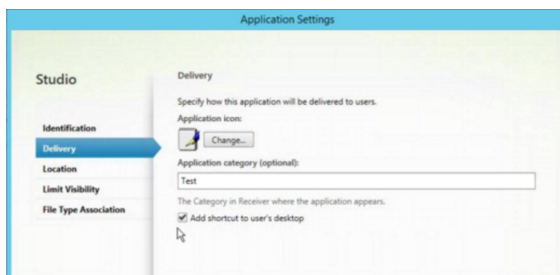 Application Settings
Studio
Identification
Delivery
Location
Limit Visibility
File Type Association
Delivery
Specify how this application will be delivered to users.
Application icon:
Change...
Application category (optional):
Test
The Category in Receiver where the application appears.
Add shortcut to user's desktop